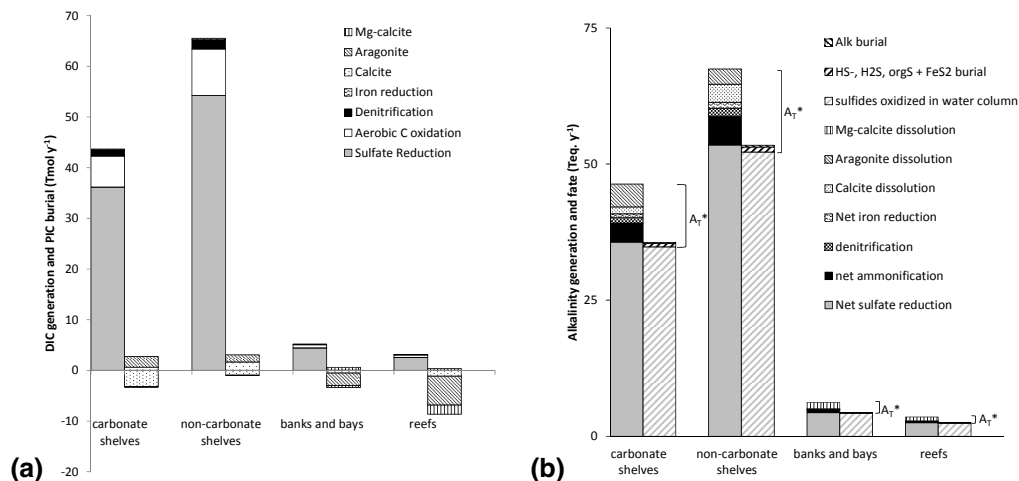 70
60
50
40
30
20
10
0
-10
-20
DIC generation and PIC burial (Tmol y⁻¹)
Mg-calcite
Aragonite
Calcite
Iron reduction
Denitrification
Aerobic C oxidation
Sulfate Reduction
carbonate shelves
non-carbonate shelves
banks and bays
reefs
(a)
75
50
25
0
Alkalinity generation and fate (Teq. y⁻¹)
Alk burial
HS-, H2S, orgS + FeS2 burial
sulfides oxidized in water column
Mg-calcite dissolution
Aragonite dissolution
Calcite dissolution
Net iron reduction
denitrification
net ammonification
Net sulfate reduction
A_T*
A_T*
A_T*
A_T*
carbonate shelves
non-carbonate shelves
banks and bays
reefs
(b)